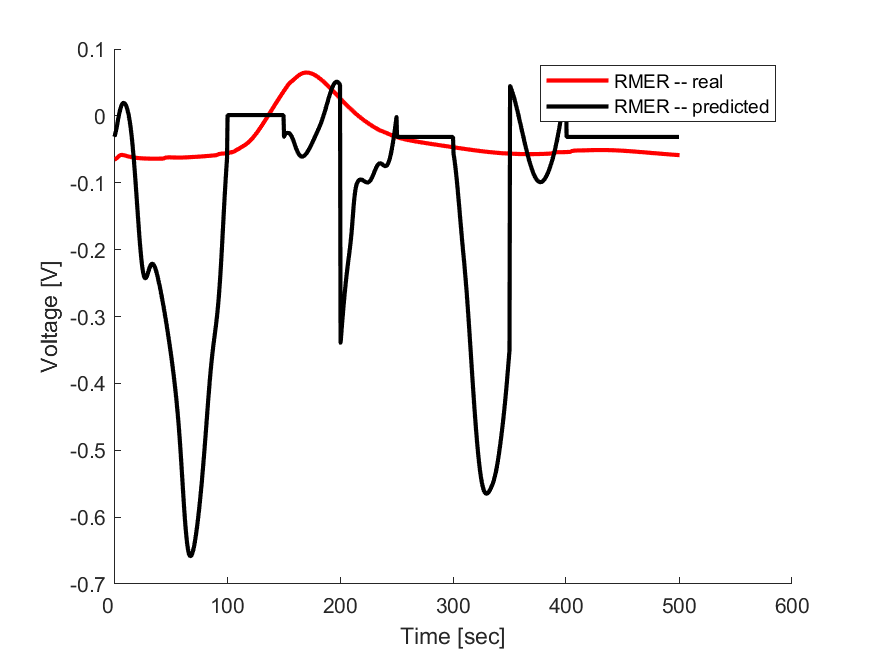 0.1
0
-0.1
-0.2
-0.3
-0.4
-0.5
-0.6
-0.7
Voltage [V]
RMER -- real
RMER -- predicted
0 100 200 300 400 500 600
Time [sec]